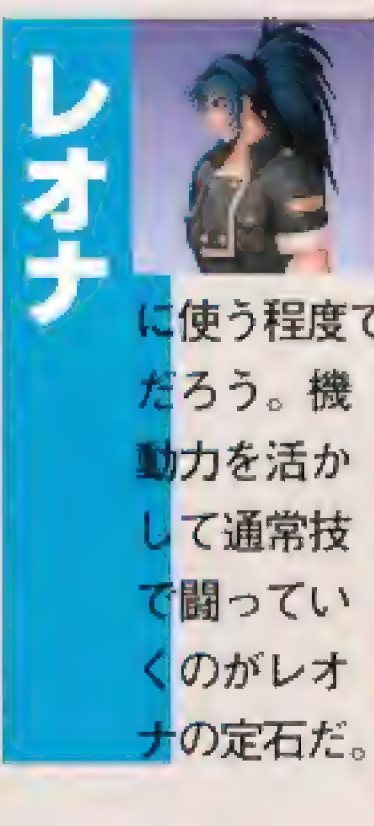 レオナ
に使う程度で
だろう。機
動力を活か
して通常技
で闘ってい
くのがレオ
ナの定石だ。